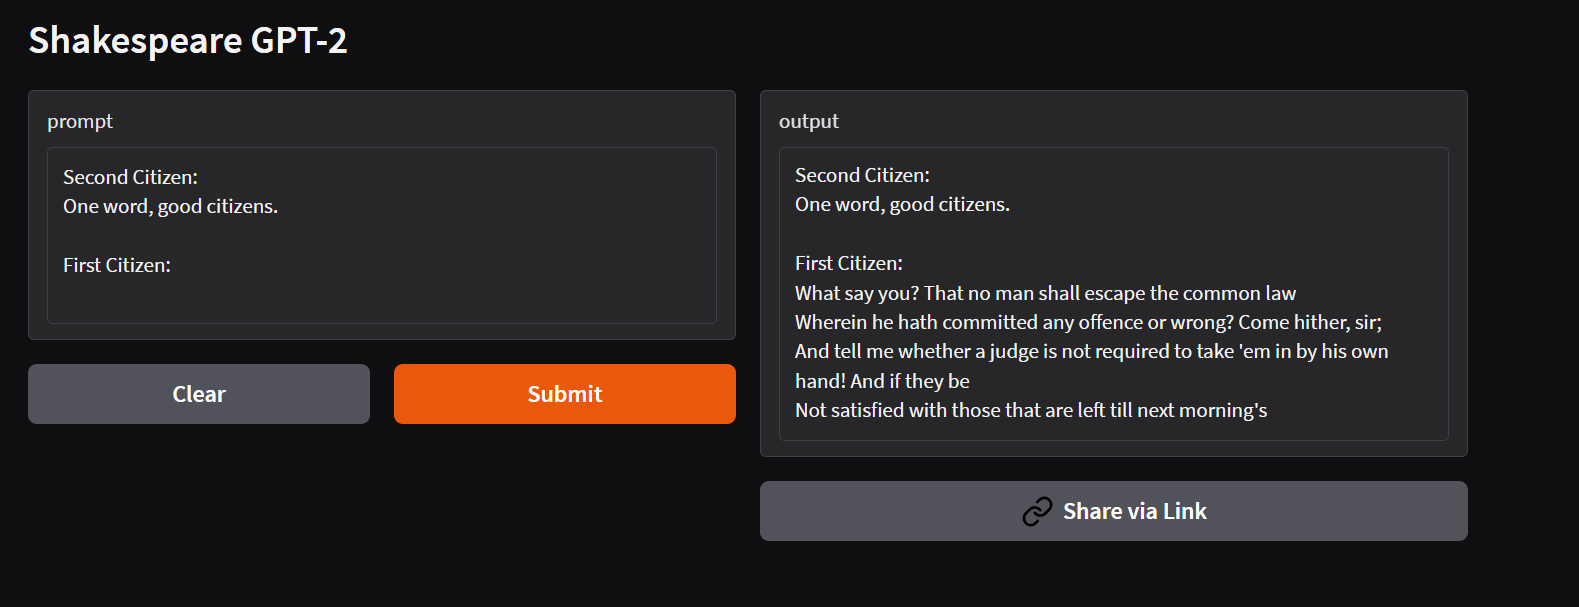 Shakespeare GPT-2
prompt
Second Citizen:
One word, good citizens.
First Citizen:
Clear
Submit
output
Second Citizen:
One word, good citizens.
First Citizen:
What say you? That no man shall escape the common law
Wherein he hath committed any offence or wrong? Come hither, sir;
And tell me whether a judge is not required to take 'em in by his own
hand! And if they be
Not satisfied with those that are left till next morning's
Share via Link